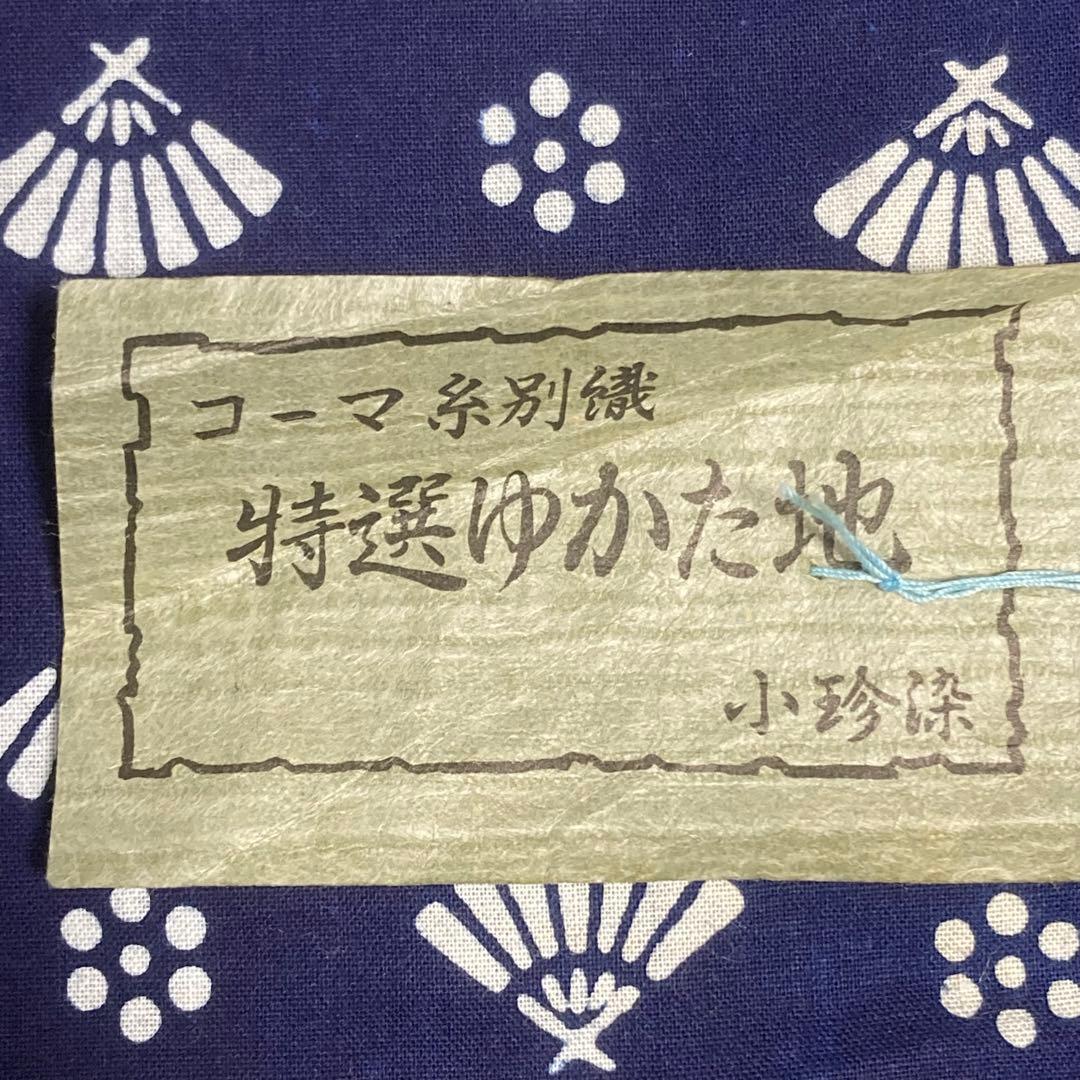 コーマ糸別織
特選ゆかた地
小珍染